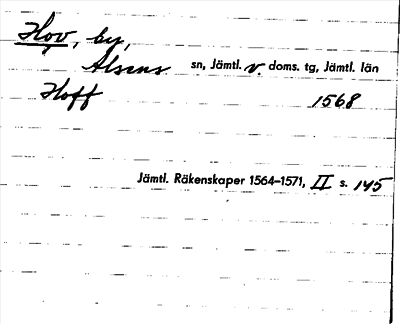 Hov, by,
Alsens sn, Jämtl. v. doms. tg, Jämtl. län
Hoff 1568
Jämtl. Räkenskaper 1564–1571, II s. 145